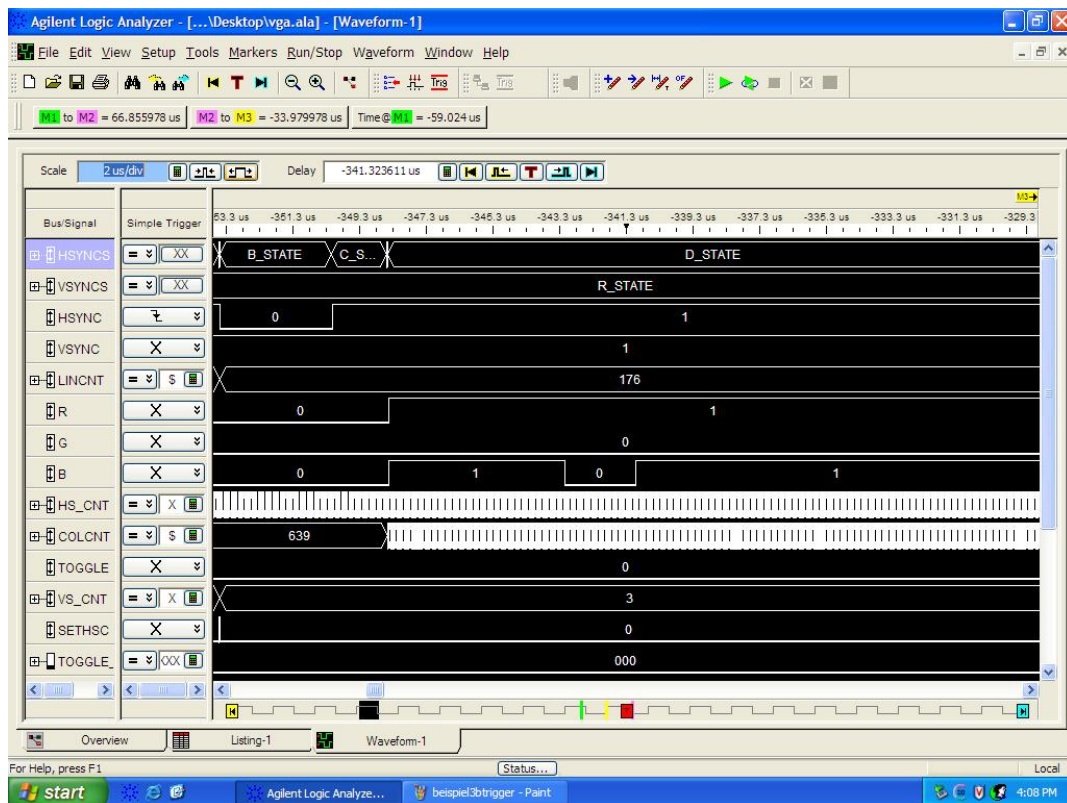 Agilent Logic Analyzer - [...\Desktop\vga.ala] - [Waveform-1]
File Edit View Setup Tools Markers Run/Stop Waveform Window Help
M1 to M2 = 66.855978 us M2 to M3 = -33.979978 us Time@M1 = -59.024 us
Scale 2 us/div Delay -341.323611 us
M3
Bus/Signal Simple Trigger 53.3 us -351.3 us -349.3 us -347.3 us -345.3 us -343.3 us -341.3 us -339.3 us -337.3 us -335.3 us -333.3 us -331.3 us -329.3
HSYNCS = XX B_STATE C_S... D_STATE
VSYNCS = XX R_STATE
HSYNC 0 1
VSYNC X 1
LINCNT = $ 176
R X 0 1
G X 0
B X 0 1 0 1
HS_CNT = X
COLCNT = $ 639
TOGGLE X 0
VS_CNT = X 3
SETHSC X 0
TOGGLE_ = XXX 000
Overview Listing-1 Waveform-1
For Help, press F1 Status... Local
start Agilent Logic Analyze... beispiel3btrigger - Paint 4:08 PM